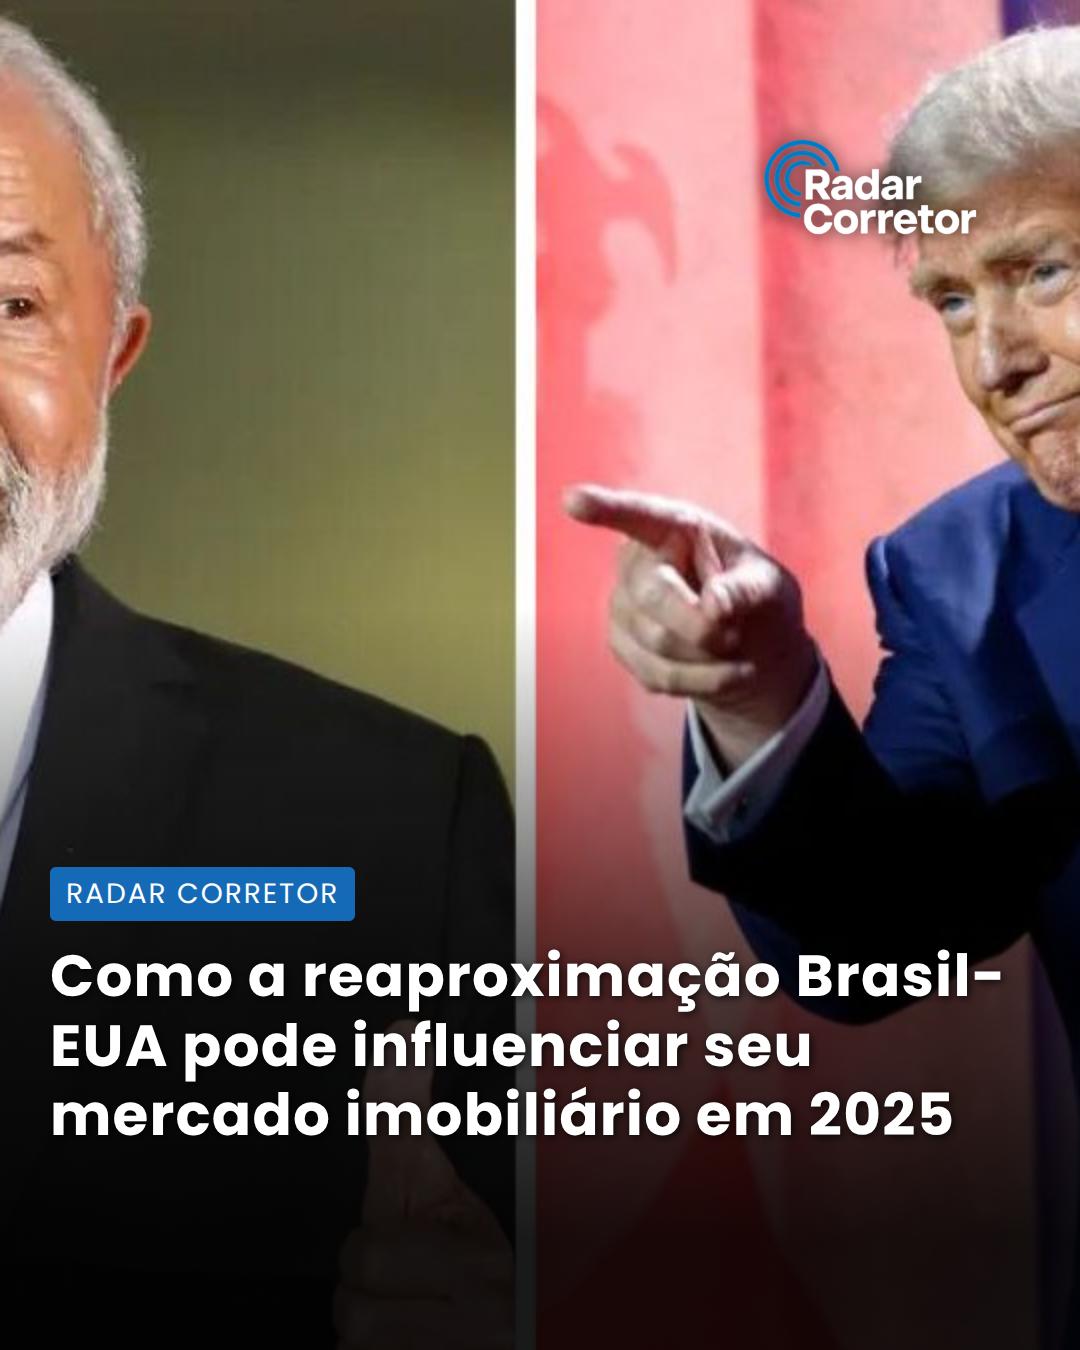 Radar
Corretor
RADAR CORRETOR
Como a reaproximação Brasil-
EUA pode influenciar seu
mercado imobiliário em 2025